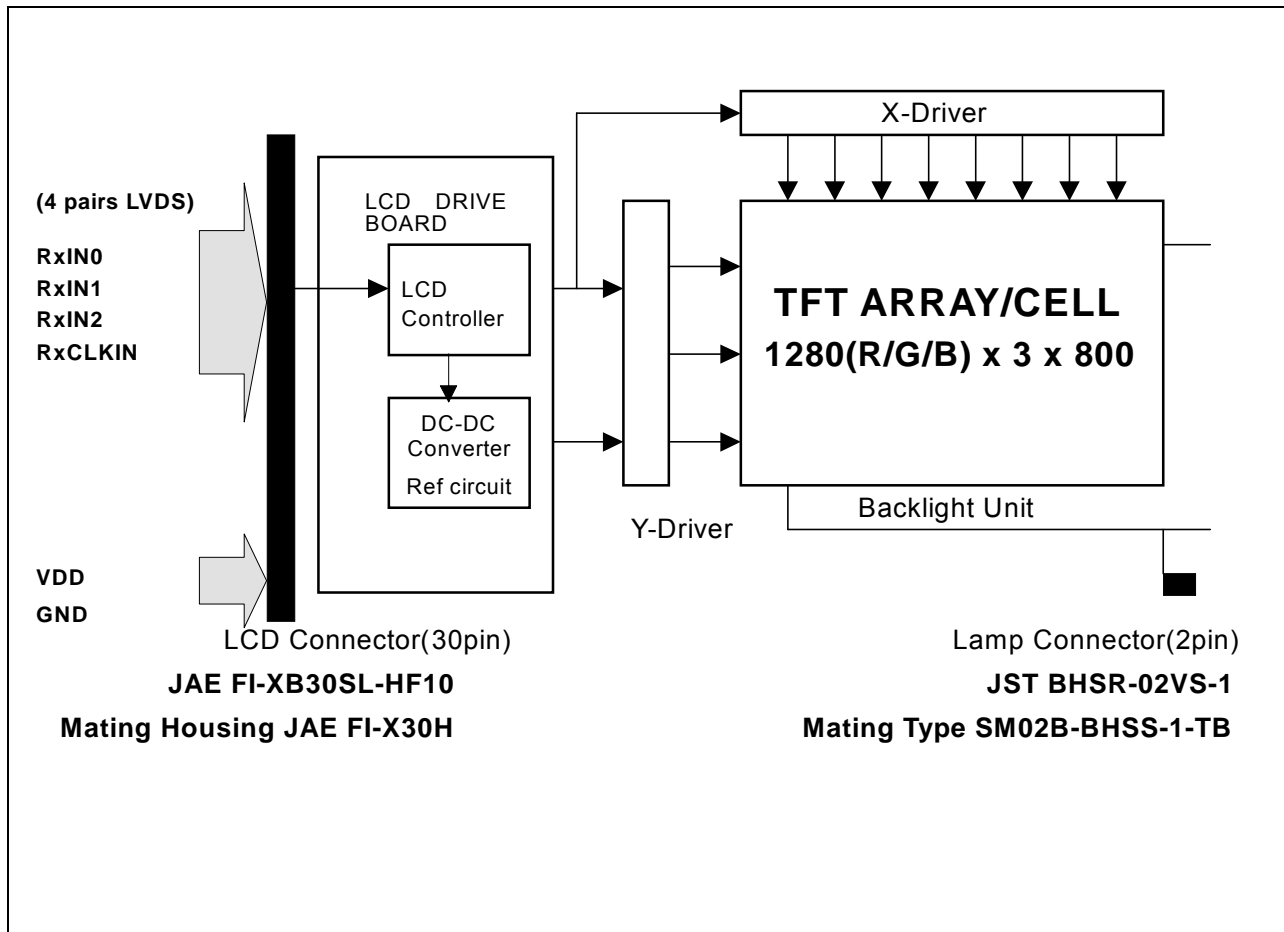 X-Driver
(4 pairs LVDS)
RxIN0
RxIN1
RxIN2
RxCLKIN
LCD DRIVE
BOARD
LCD
Controller
DC-DC
Converter
Ref circuit
TFT ARRAY/CELL
1280(R/G/B) x 3 x 800
Y-Driver
Backlight Unit
VDD
GND
LCD Connector(30pin)
JAE FI-XB30SL-HF10
Mating Housing JAE FI-X30H
Lamp Connector(2pin)
JST BHSR-02VS-1
Mating Type SM02B-BHSS-1-TB